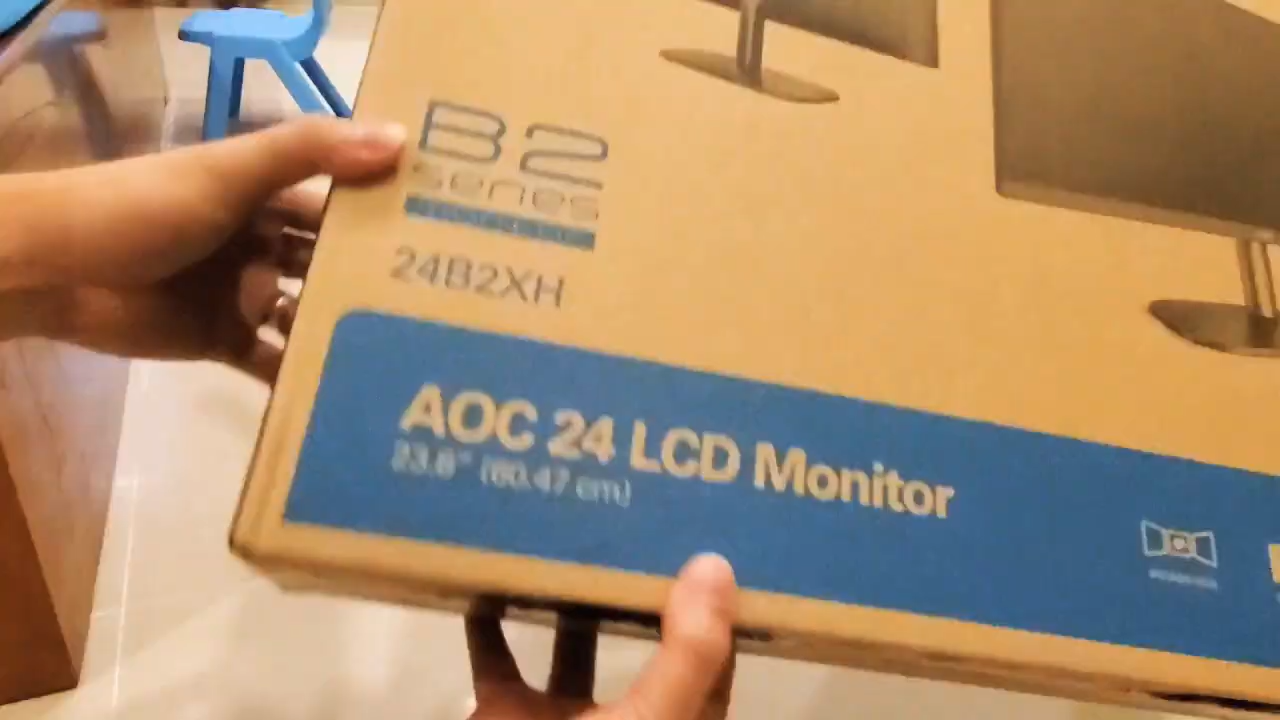 B2
series
24B2XH
AOC 24 LCD Monitor
23.8" (60.47 cm)